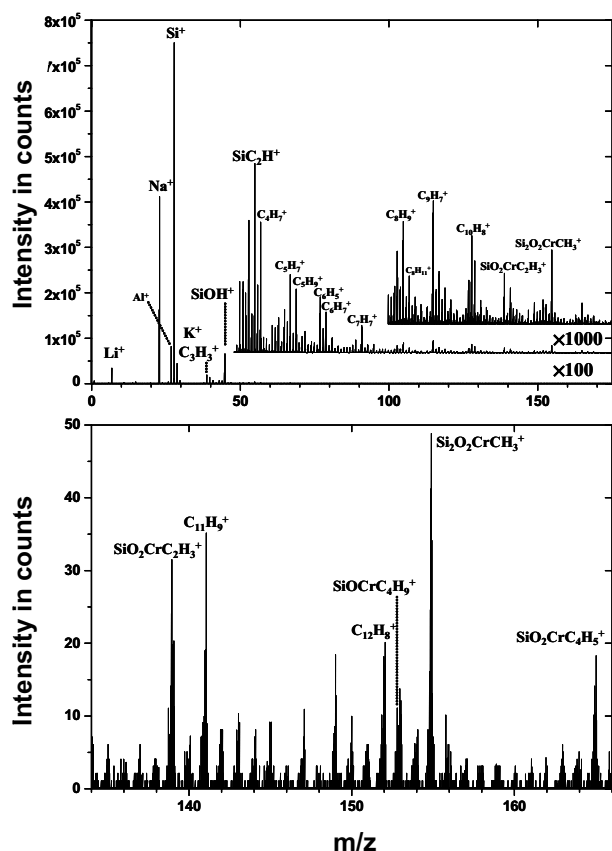 8x10⁵
7x10⁵
6x10⁵
5x10⁵
4x10⁵
3x10⁵
2x10⁵
1x10⁵
0
Intensity in counts
Si⁺
Na⁺
Al⁺
Li⁺
K⁺
C₃H₃⁺
SiOH⁺
SiC₂H⁺
C₄H₇⁺
C₅H₇⁺
C₅H₉⁺
C₆H₅⁺
C₆H₇⁺
C₇H₇⁺
C₈H₉⁺
C₈H₁₁⁺
C₉H₇⁺
C₁₀H₈⁺
SiO₂CrC₂H₃⁺
Si₂O₂CrCH₃⁺
×1000
×100
0 50 100 150
50
40
30
20
10
0
Intensity in counts
SiO₂CrC₂H₃⁺
C₁₁H₉⁺
SiOCrC₄H₉⁺
C₁₂H₈⁺
Si₂O₂CrCH₃⁺
SiO₂CrC₄H₅⁺
140 150 160
m/z